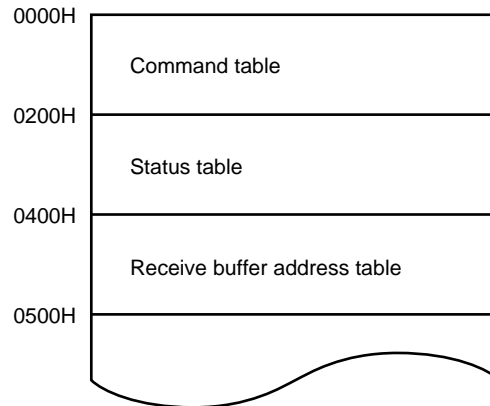 0000H
Command table
0200H
Status table
0400H
Receive buffer address table
0500H